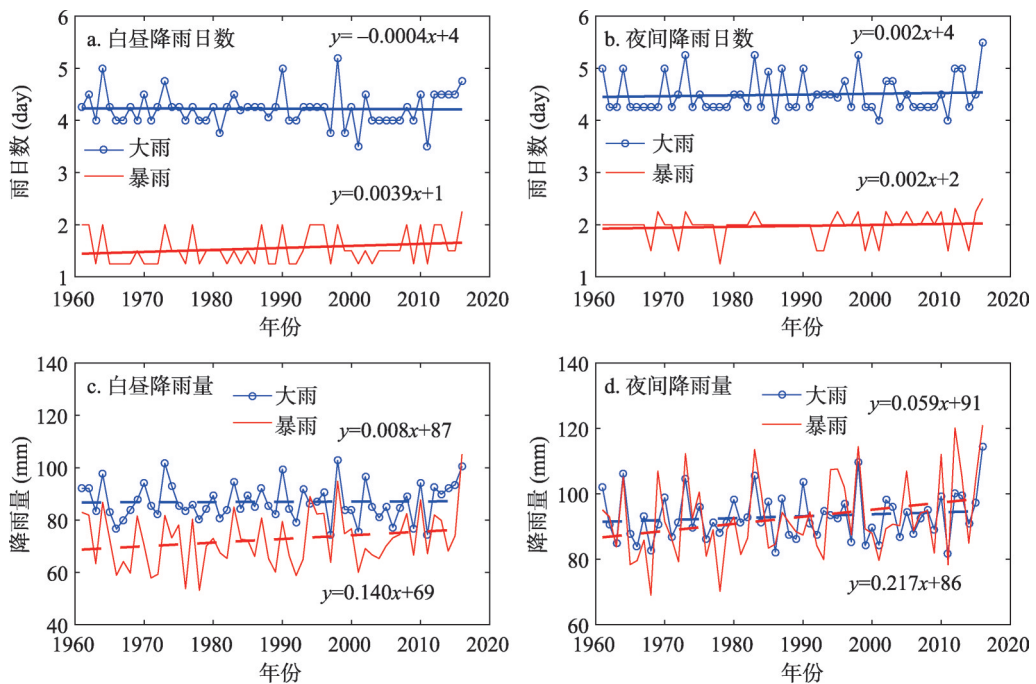 a. 白昼降雨日数
y= –0.0004x+4
大雨
暴雨
y=0.0039x+1
雨日数 (day)
6
5
4
3
2
1
1960 1970 1980 1990 2000 2010 2020
年份
b. 夜间降雨日数
y=0.002x+4
大雨
暴雨
y=0.002x+2
雨日数 (day)
6
5
4
3
2
1
1960 1970 1980 1990 2000 2010 2020
年份
c. 白昼降雨量
大雨
暴雨
y=0.008x+87
y=0.140x+69
降雨量 (mm)
140
120
100
80
60
40
1960 1970 1980 1990 2000 2010 2020
年份
d. 夜间降雨量
大雨
暴雨
y=0.059x+91
y=0.217x+86
降雨量 (mm)
140
120
100
80
60
1960 1970 1980 1990 2000 2010 2020
年份